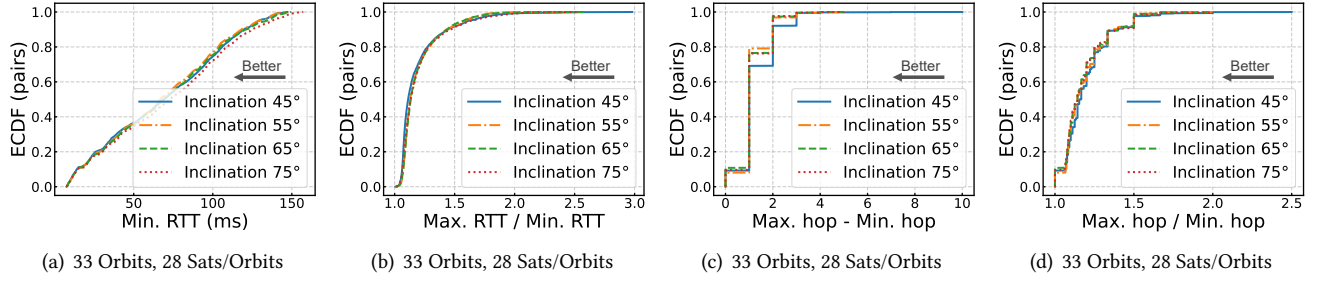 ECDF (pairs)
1.0
0.8
0.6
0.4
0.2
0.0
Better
Inclination 45°
Inclination 55°
Inclination 65°
Inclination 75°
0 50 100 150
Min. RTT (ms)
(a) 33 Orbits, 28 Sats/Orbits
ECDF (pairs)
1.0
0.8
0.6
0.4
0.2
0.0
Better
Inclination 45°
Inclination 55°
Inclination 65°
Inclination 75°
1.0 1.5 2.0 2.5 3.0
Max. RTT / Min. RTT
(b) 33 Orbits, 28 Sats/Orbits
ECDF (pairs)
1.0
0.8
0.6
0.4
0.2
0.0
Better
Inclination 45°
Inclination 55°
Inclination 65°
Inclination 75°
0 2 4 6 8 10
Max. hop - Min. hop
(c) 33 Orbits, 28 Sats/Orbits
ECDF (pairs)
1.0
0.8
0.6
0.4
0.2
0.0
Better
Inclination 45°
Inclination 55°
Inclination 65°
Inclination 75°
1.0 1.5 2.0 2.5
Max. hop / Min. hop
(d) 33 Orbits, 28 Sats/Orbits